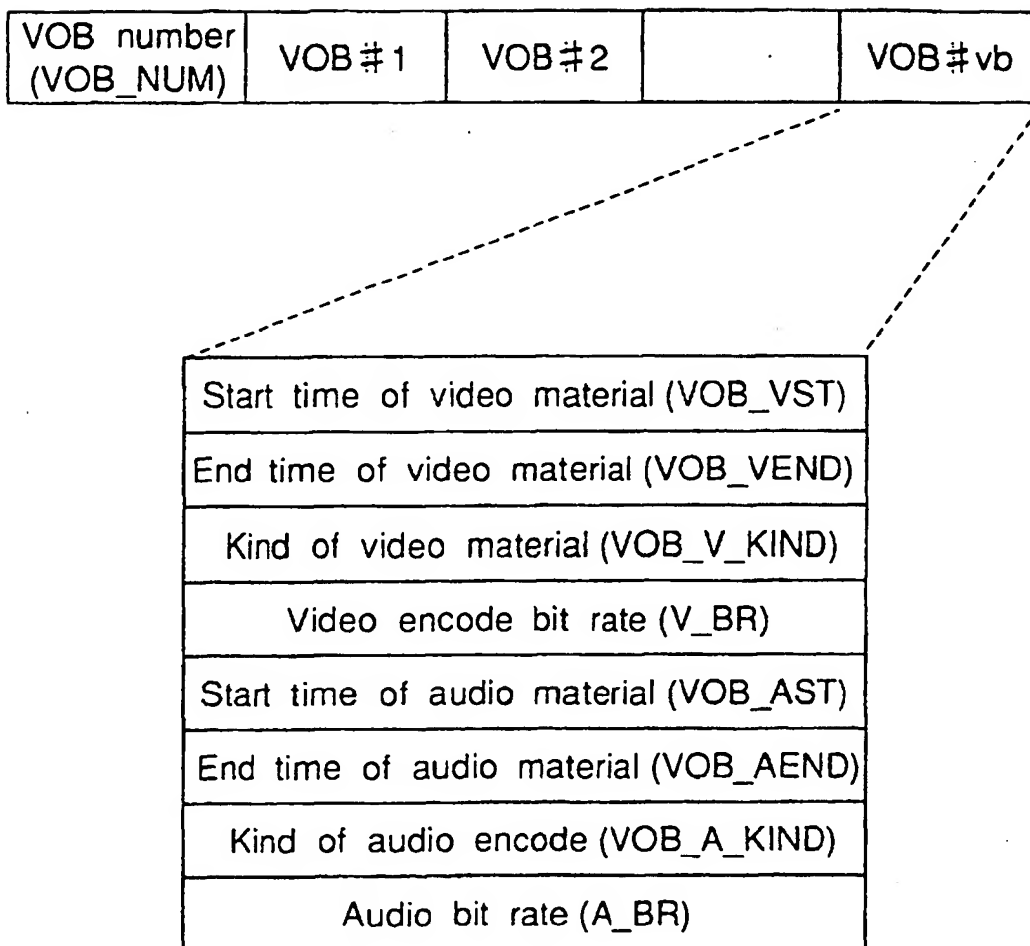 VOB number
(VOB_NUM)
VOB#1
VOB#2
VOB#vb
Start time of video material (VOB_VST)
End time of video material (VOB_VEND)
Kind of video material (VOB_V_KIND)
Video encode bit rate (V_BR)
Start time of audio material (VOB_AST)
End time of audio material (VOB_AEND)
Kind of audio encode (VOB_A_KIND)
Audio bit rate (A_BR)